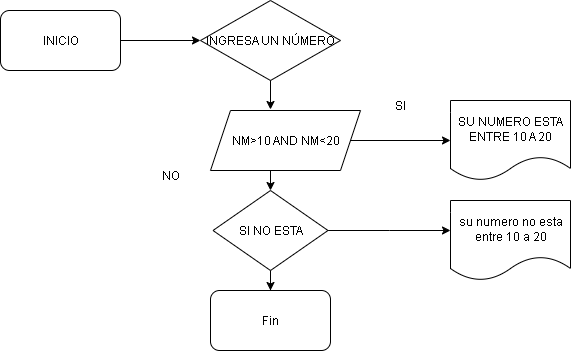 INICIO
INGRESA UN NÚMERO
NM>10 AND NM<20
SI
SU NUMERO ESTA
ENTRE 10 A 20
NO
SI NO ESTA
su numero no esta
entre 10 a 20
Fin